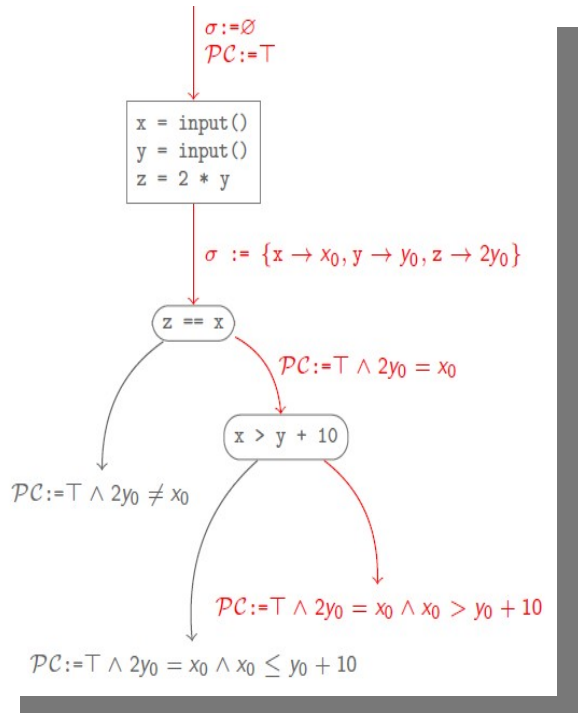 σ:=∅
𝒫𝒞:=⊤
x = input()
y = input()
z = 2 * y
σ := {x → x₀, y → y₀, z → 2y₀}
z == x
𝒫𝒞:=⊤ ∧ 2y₀ = x₀
x > y + 10
𝒫𝒞:=⊤ ∧ 2y₀ ≠ x₀
𝒫𝒞:=⊤ ∧ 2y₀ = x₀ ∧ x₀ > y₀ + 10
𝒫𝒞:=⊤ ∧ 2y₀ = x₀ ∧ x₀ ≤ y₀ + 10